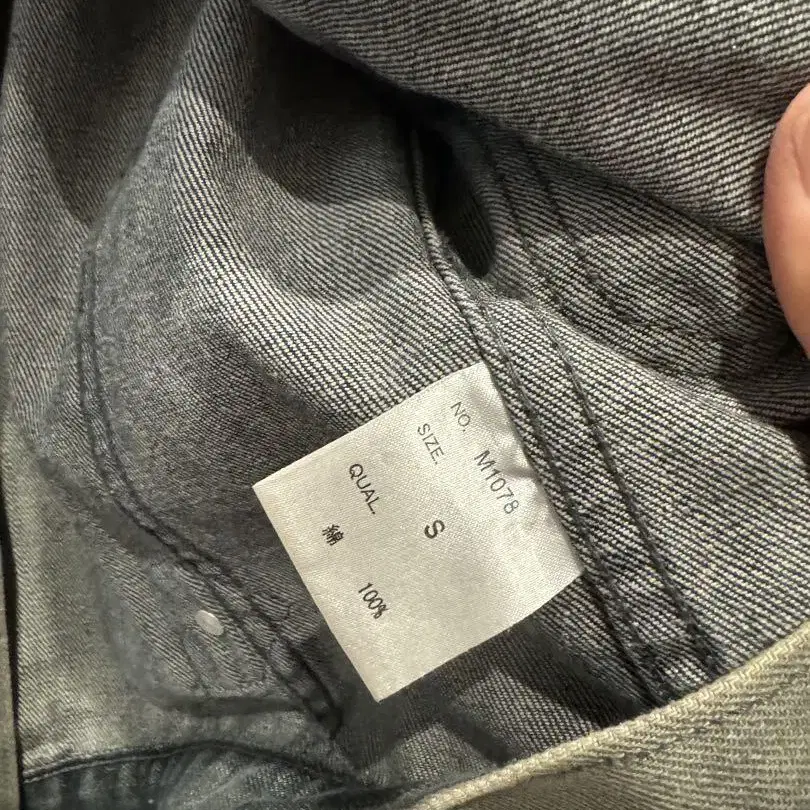 NO. M1078
SIZE. S
QUAL.
綿 100%